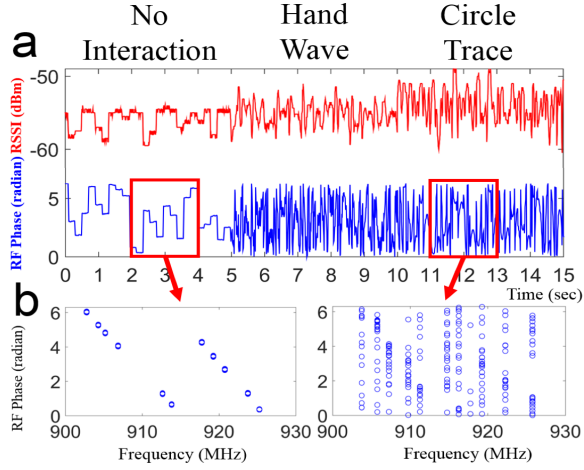 No Interaction
Hand Wave
Circle Trace
a
RSSI (dBm)
-50
-60
RF Phase (radian)
5
0
0 1 2 3 4 5 6 7 8 9 10 11 12 13 14 15
Time (sec)
b
RF Phase (radian)
6
4
2
0
900 910 920 930
Frequency (MHz)
6
4
2
0
900 910 920 930
Frequency (MHz)